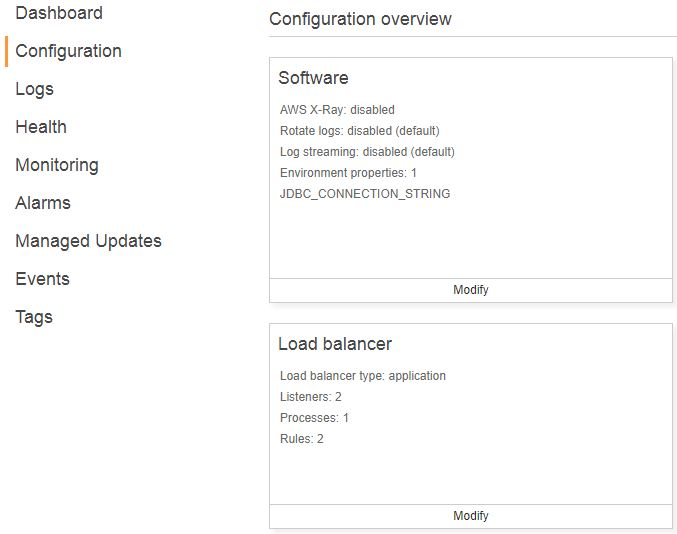 Dashboard
Configuration
Logs
Health
Monitoring
Alarms
Managed Updates
Events
Tags
Configuration overview
Software
AWS X-Ray: disabled
Rotate logs: disabled (default)
Log streaming: disabled (default)
Environment properties: 1
JDBC_CONNECTION_STRING
Modify
Load balancer
Load balancer type: application
Listeners: 2
Processes: 1
Rules: 2
Modify